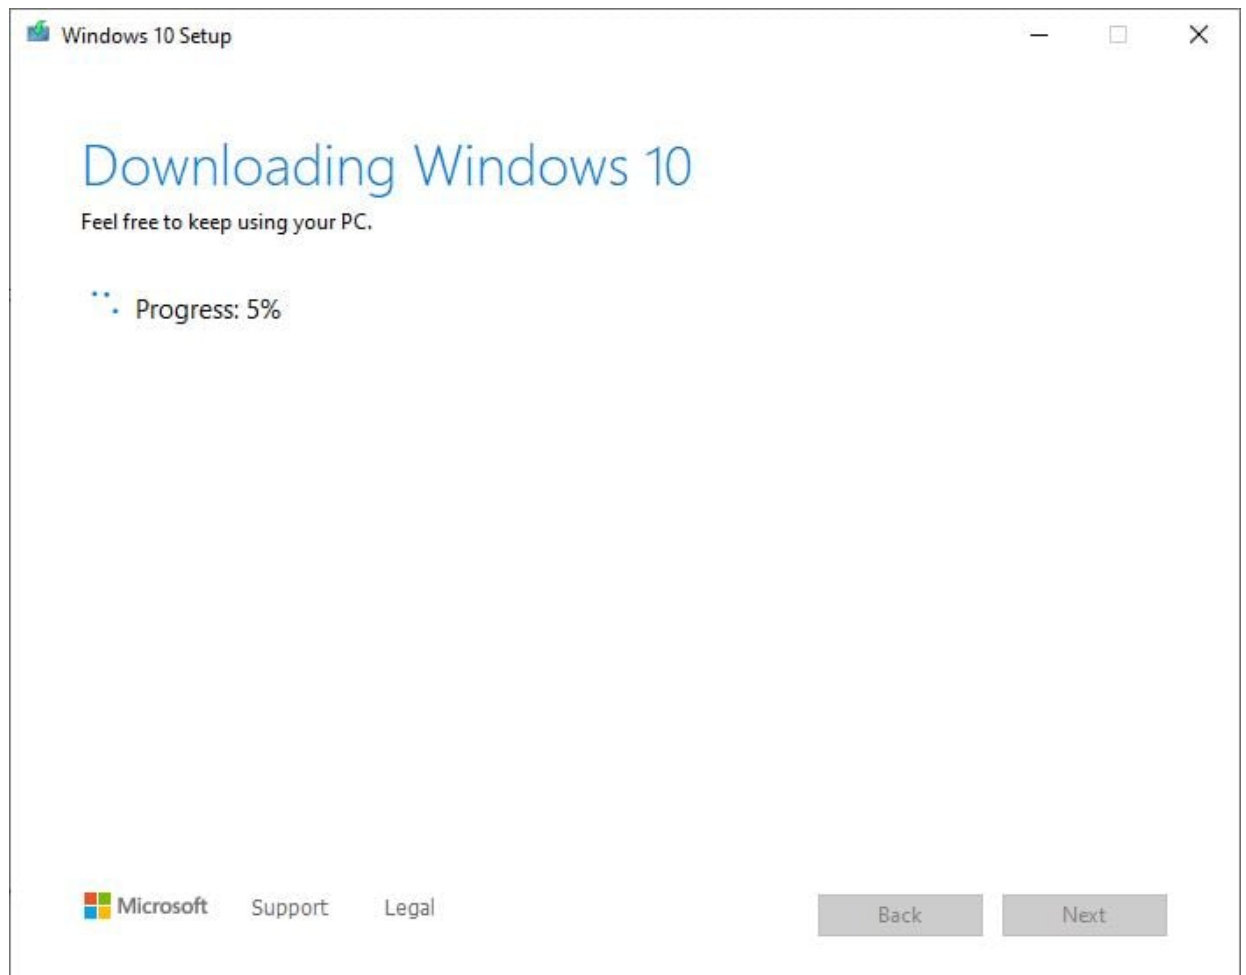 Windows 10 Setup
Downloading Windows 10
Feel free to keep using your PC.
Progress: 5%
Microsoft Support Legal Back Next